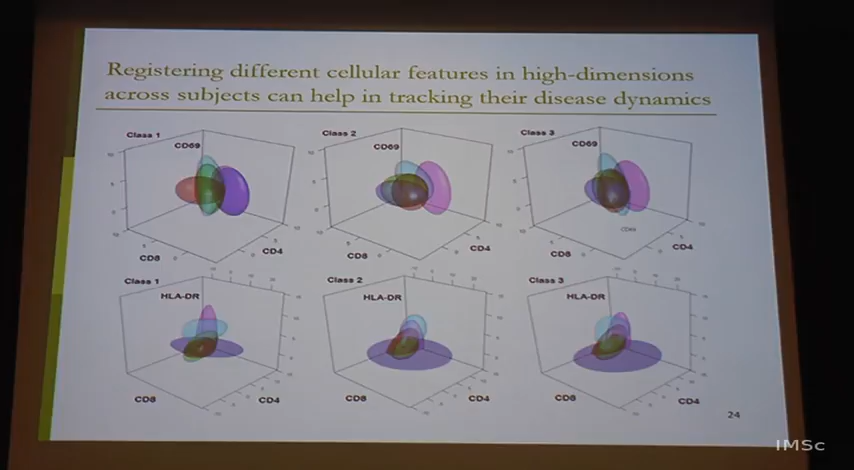 Registering different cellular features in high-dimensions
across subjects can help in tracking their disease dynamics
Class 1
CD69
CD8
CD4
Class 2
CD69
CD8
CD4
Class 3
CD69
CD8
CD4
CD69
Class 1
HLA-DR
CD8
CD4
Class 2
HLA-DR
CD8
CD4
Class 3
HLA-DR
CD8
CD4
24
IMSc